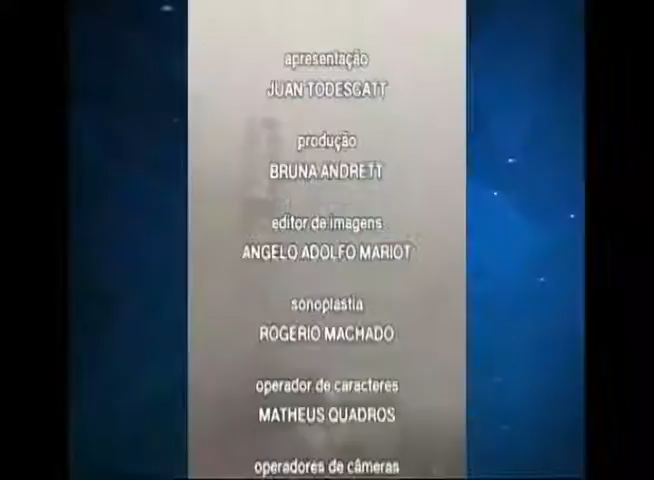 apresentação
JUAN TODESCATT
produção
BRUNA ANDRETT
editor de imagens
ANGELO ADOLFO MARIOT
sonoplastia
ROGÉRIO MACHADO
operador de caracteres
MATHEUS QUADROS
operadores de câmeras